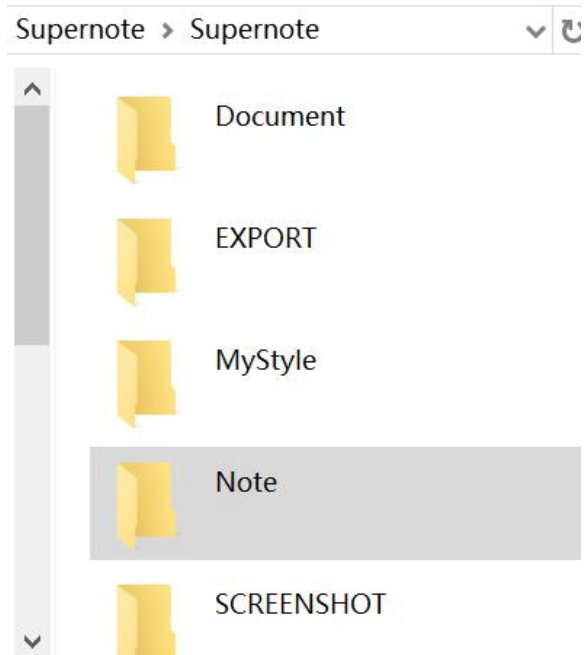 Supernote > Supernote
Document
EXPORT
MyStyle
Note
SCREENSHOT